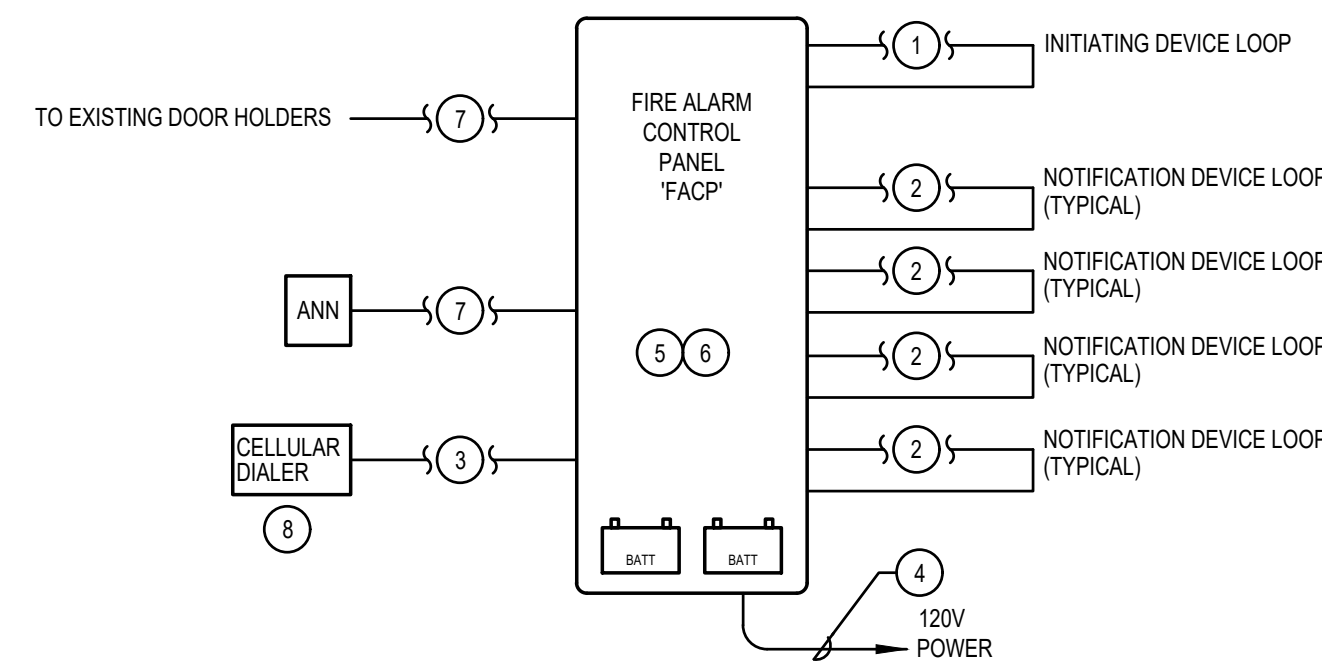 1
INITIATING DEVICE LOOP
TO EXISTING DOOR HOLDERS
7
FIRE ALARM
CONTROL
PANEL
'FACP'
2
NOTIFICATION DEVICE LOOP
(TYPICAL)
2
NOTIFICATION DEVICE LOOP
(TYPICAL)
ANN
7
5 6
2
NOTIFICATION DEVICE LOOP
(TYPICAL)
CELLULAR
DIALER
3
2
NOTIFICATION DEVICE LOOP
(TYPICAL)
8
BATT
BATT
4
120V
POWER